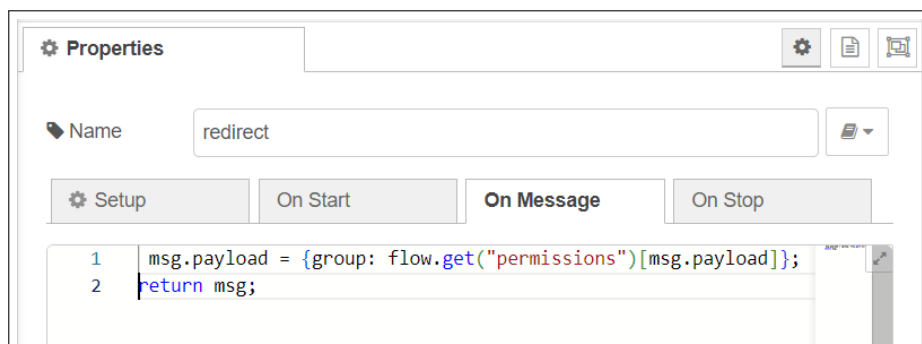 Properties
Name redirect
Setup On Start On Message On Stop
1 msg.payload = {group: flow.get("permissions")[msg.payload]};
2 return msg;